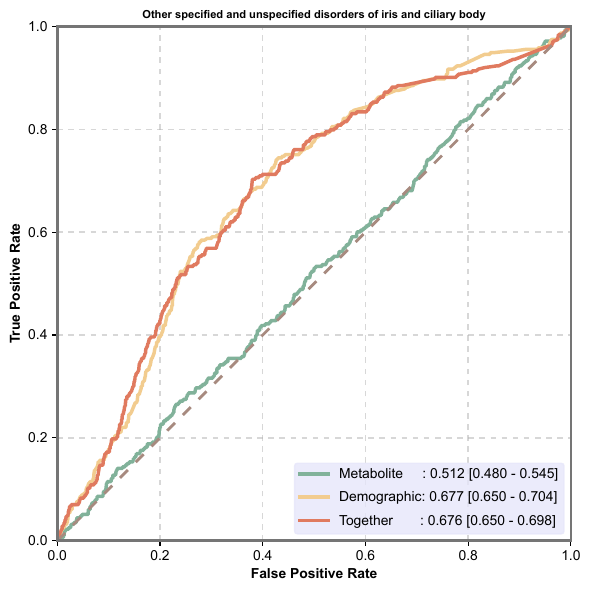 Other specified and unspecified disorders of iris and ciliary body
True Positive Rate
1.0
0.8
0.6
0.4
0.2
0.0
Metabolite : 0.512 [0.480 - 0.545]
Demographic: 0.677 [0.650 - 0.704]
Together : 0.676 [0.650 - 0.698]
0.0 0.2 0.4 0.6 0.8 1.0
False Positive Rate